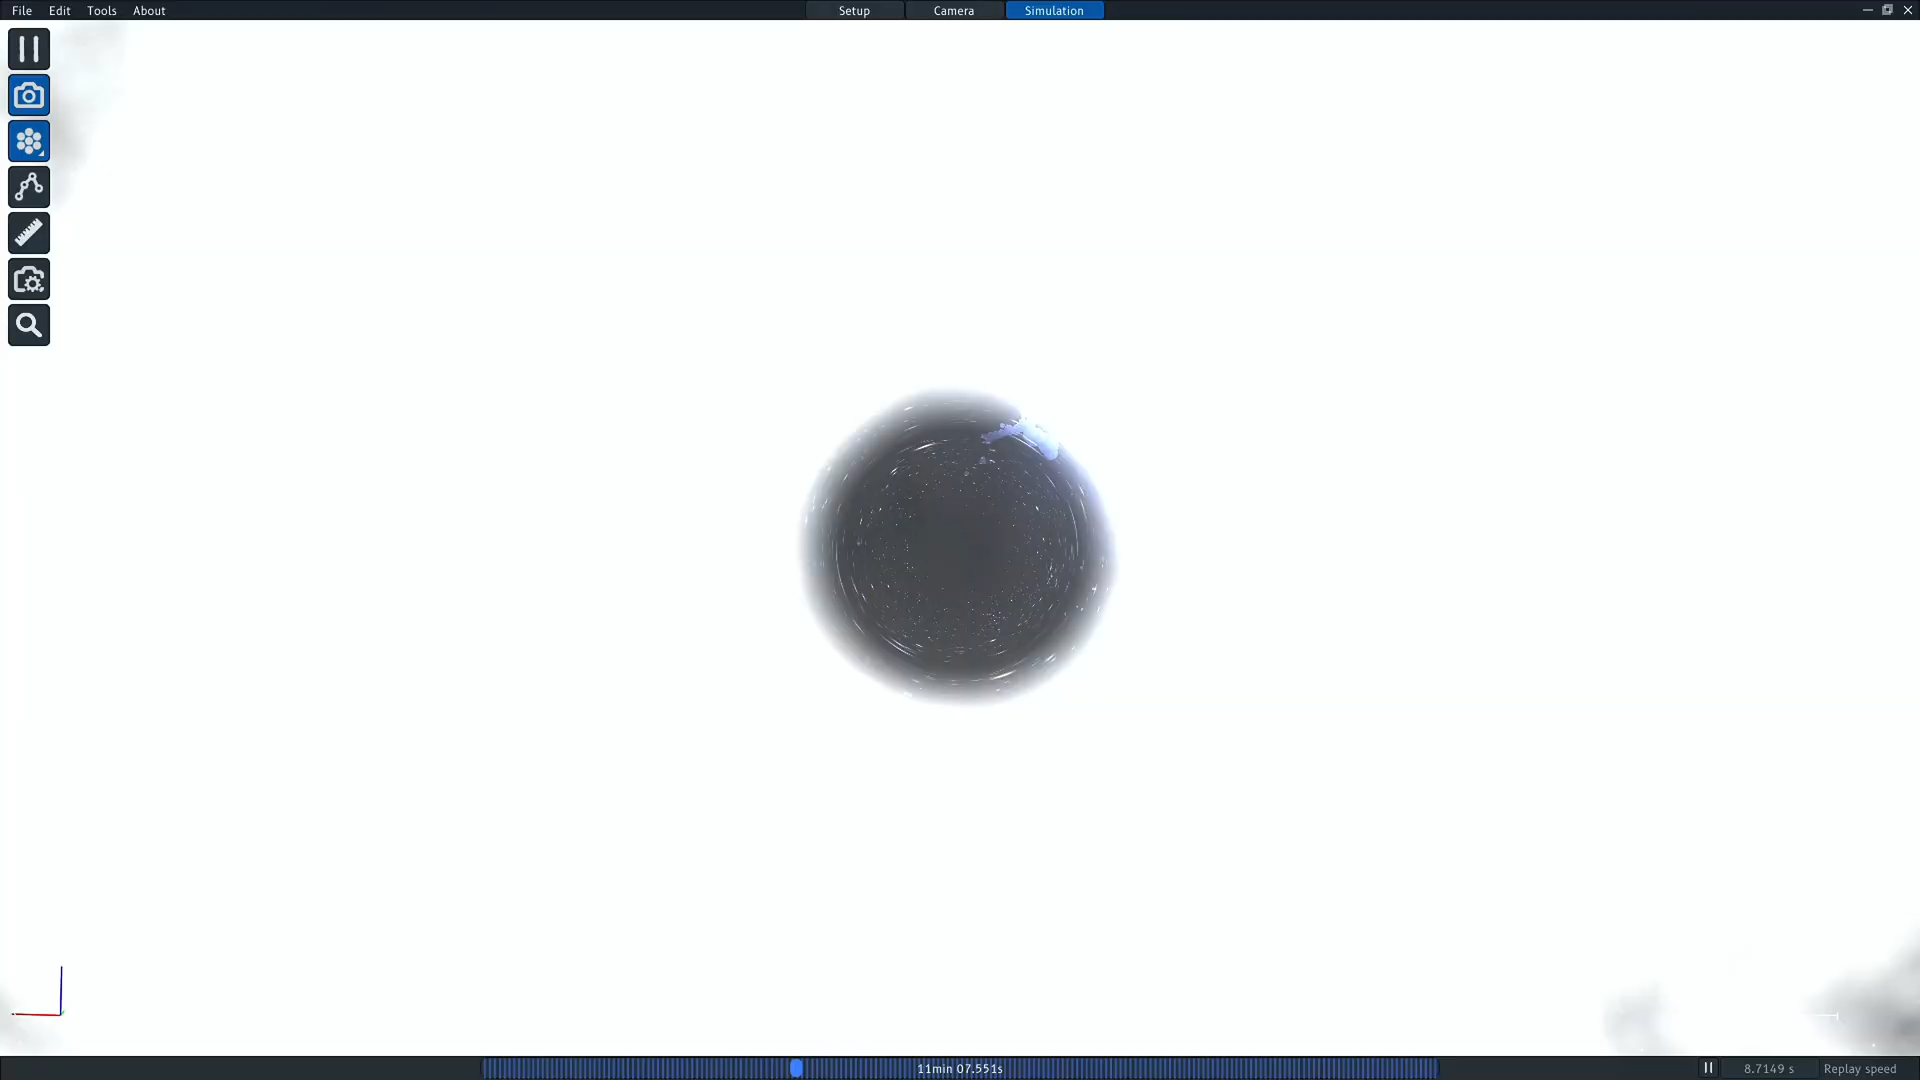 File Edit Tools About Setup Camera Simulation
11min 07.551s 8.7149 s Replay speed